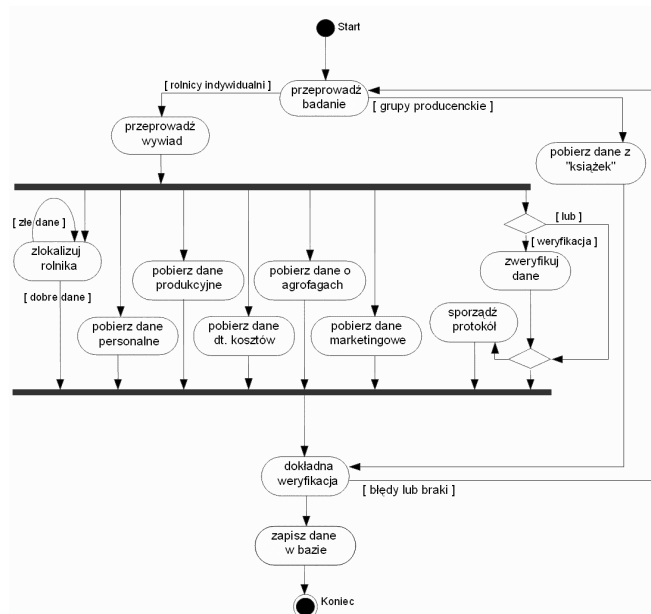 Start
[ rolnicy indywidualni ]
przeprowadź
badanie
[ grupy producenckie ]
przeprowadź
wywiad
pobierz dane z
"książek"
[ złe dane ]
[ lub ]
[ weryfikacja ]
zlokalizuj
rolnika
pobierz dane
produkcyjne
pobierz dane o
agrofagach
zweryfikuj
dane
[ dobre dane ]
pobierz dane
personalne
pobierz dane
dt. kosztów
pobierz dane
marketingowe
sporządź
protokół
dokładna
weryfikacja
[ błędy lub braki ]
zapisz dane
w bazie
Koniec